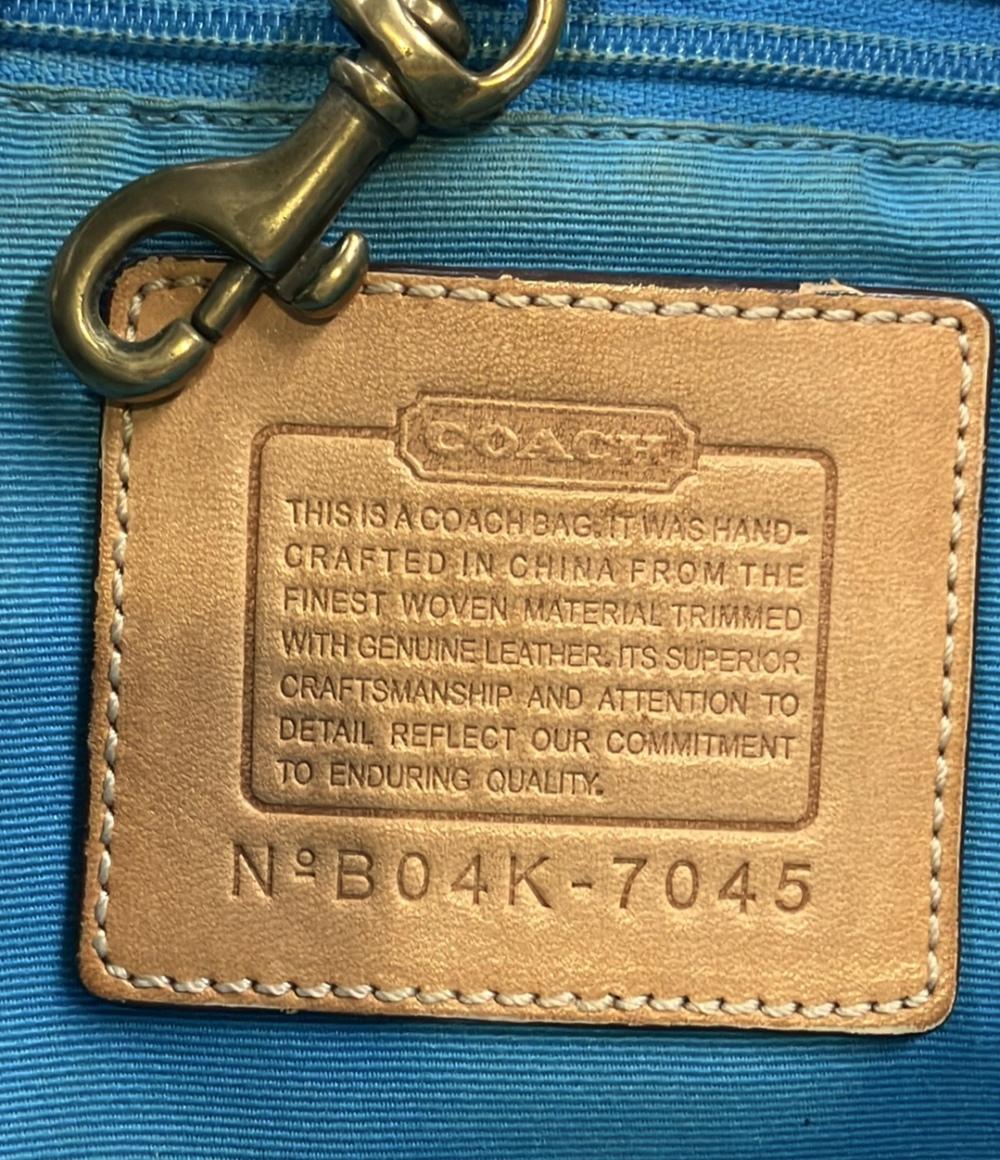 COACH
THIS IS A COACH BAG. IT WAS HAND-
CRAFTED IN CHINA FROM THE
FINEST WOVEN MATERIAL TRIMMED
WITH GENUINE LEATHER. ITS SUPERIOR
CRAFTSMANSHIP AND ATTENTION TO
DETAIL REFLECT OUR COMMITMENT
TO ENDURING QUALITY.
Nº B04K-7045